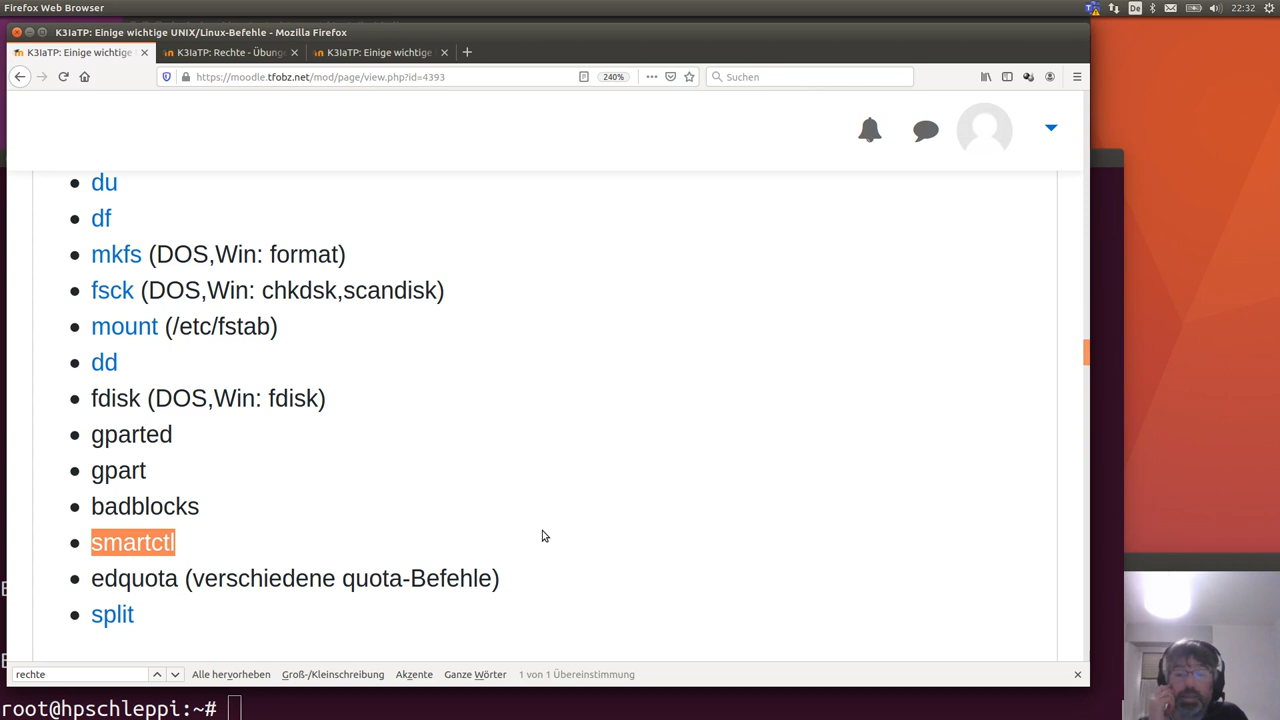 Firefox Web Browser
De
22:32
K3IaTP: Einige wichtige UNIX/Linux-Befehle - Mozilla Firefox
K3IaTP: Einige wichtige
K3IaTP: Rechte - Übung
K3IaTP: Einige wichtige
https://moodle.tfobz.net/mod/page/view.php?id=4393
240%
Suchen
du
df
mkfs (DOS,Win: format)
fsck (DOS,Win: chkdsk,scandisk)
mount (/etc/fstab)
dd
fdisk (DOS,Win: fdisk)
gparted
gpart
badblocks
smartctl
edquota (verschiedene quota-Befehle)
split
rechte
Alle hervorheben
Groß-/Kleinschreibung
Akzente
Ganze Wörter
1 von 1 Übereinstimmung
root@hpschleppi:~#